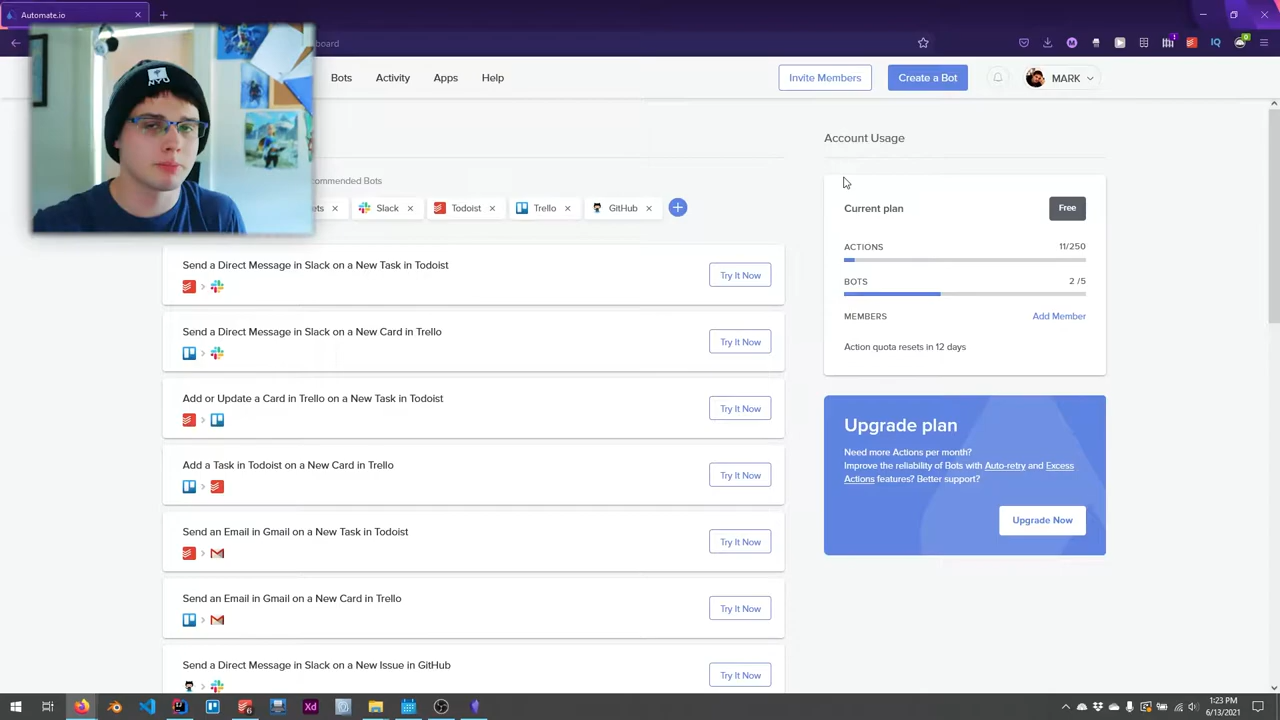 Automate.io
board
Bots
Activity
Apps
Help
Invite Members
Create a Bot
MARK
NYU
Account Usage
commended Bots
ets
Slack
Todoist
Trello
GitHub
Current plan
Free
ACTIONS
11/250
BOTS
2 /5
MEMBERS
Add Member
Action quota resets in 12 days
Send a Direct Message in Slack on a New Task in Todoist
Try It Now
Send a Direct Message in Slack on a New Card in Trello
Try It Now
Add or Update a Card in Trello on a New Task in Todoist
Try It Now
Add a Task in Todoist on a New Card in Trello
Try It Now
Send an Email in Gmail on a New Task in Todoist
Try It Now
Send an Email in Gmail on a New Card in Trello
Try It Now
Send a Direct Message in Slack on a New Issue in GitHub
Try It Now
Upgrade plan
Need more Actions per month?
Improve the reliability of Bots with Auto-retry and Excess
Actions features? Better support?
Upgrade Now
Xd
1:23 PM
6/13/2021